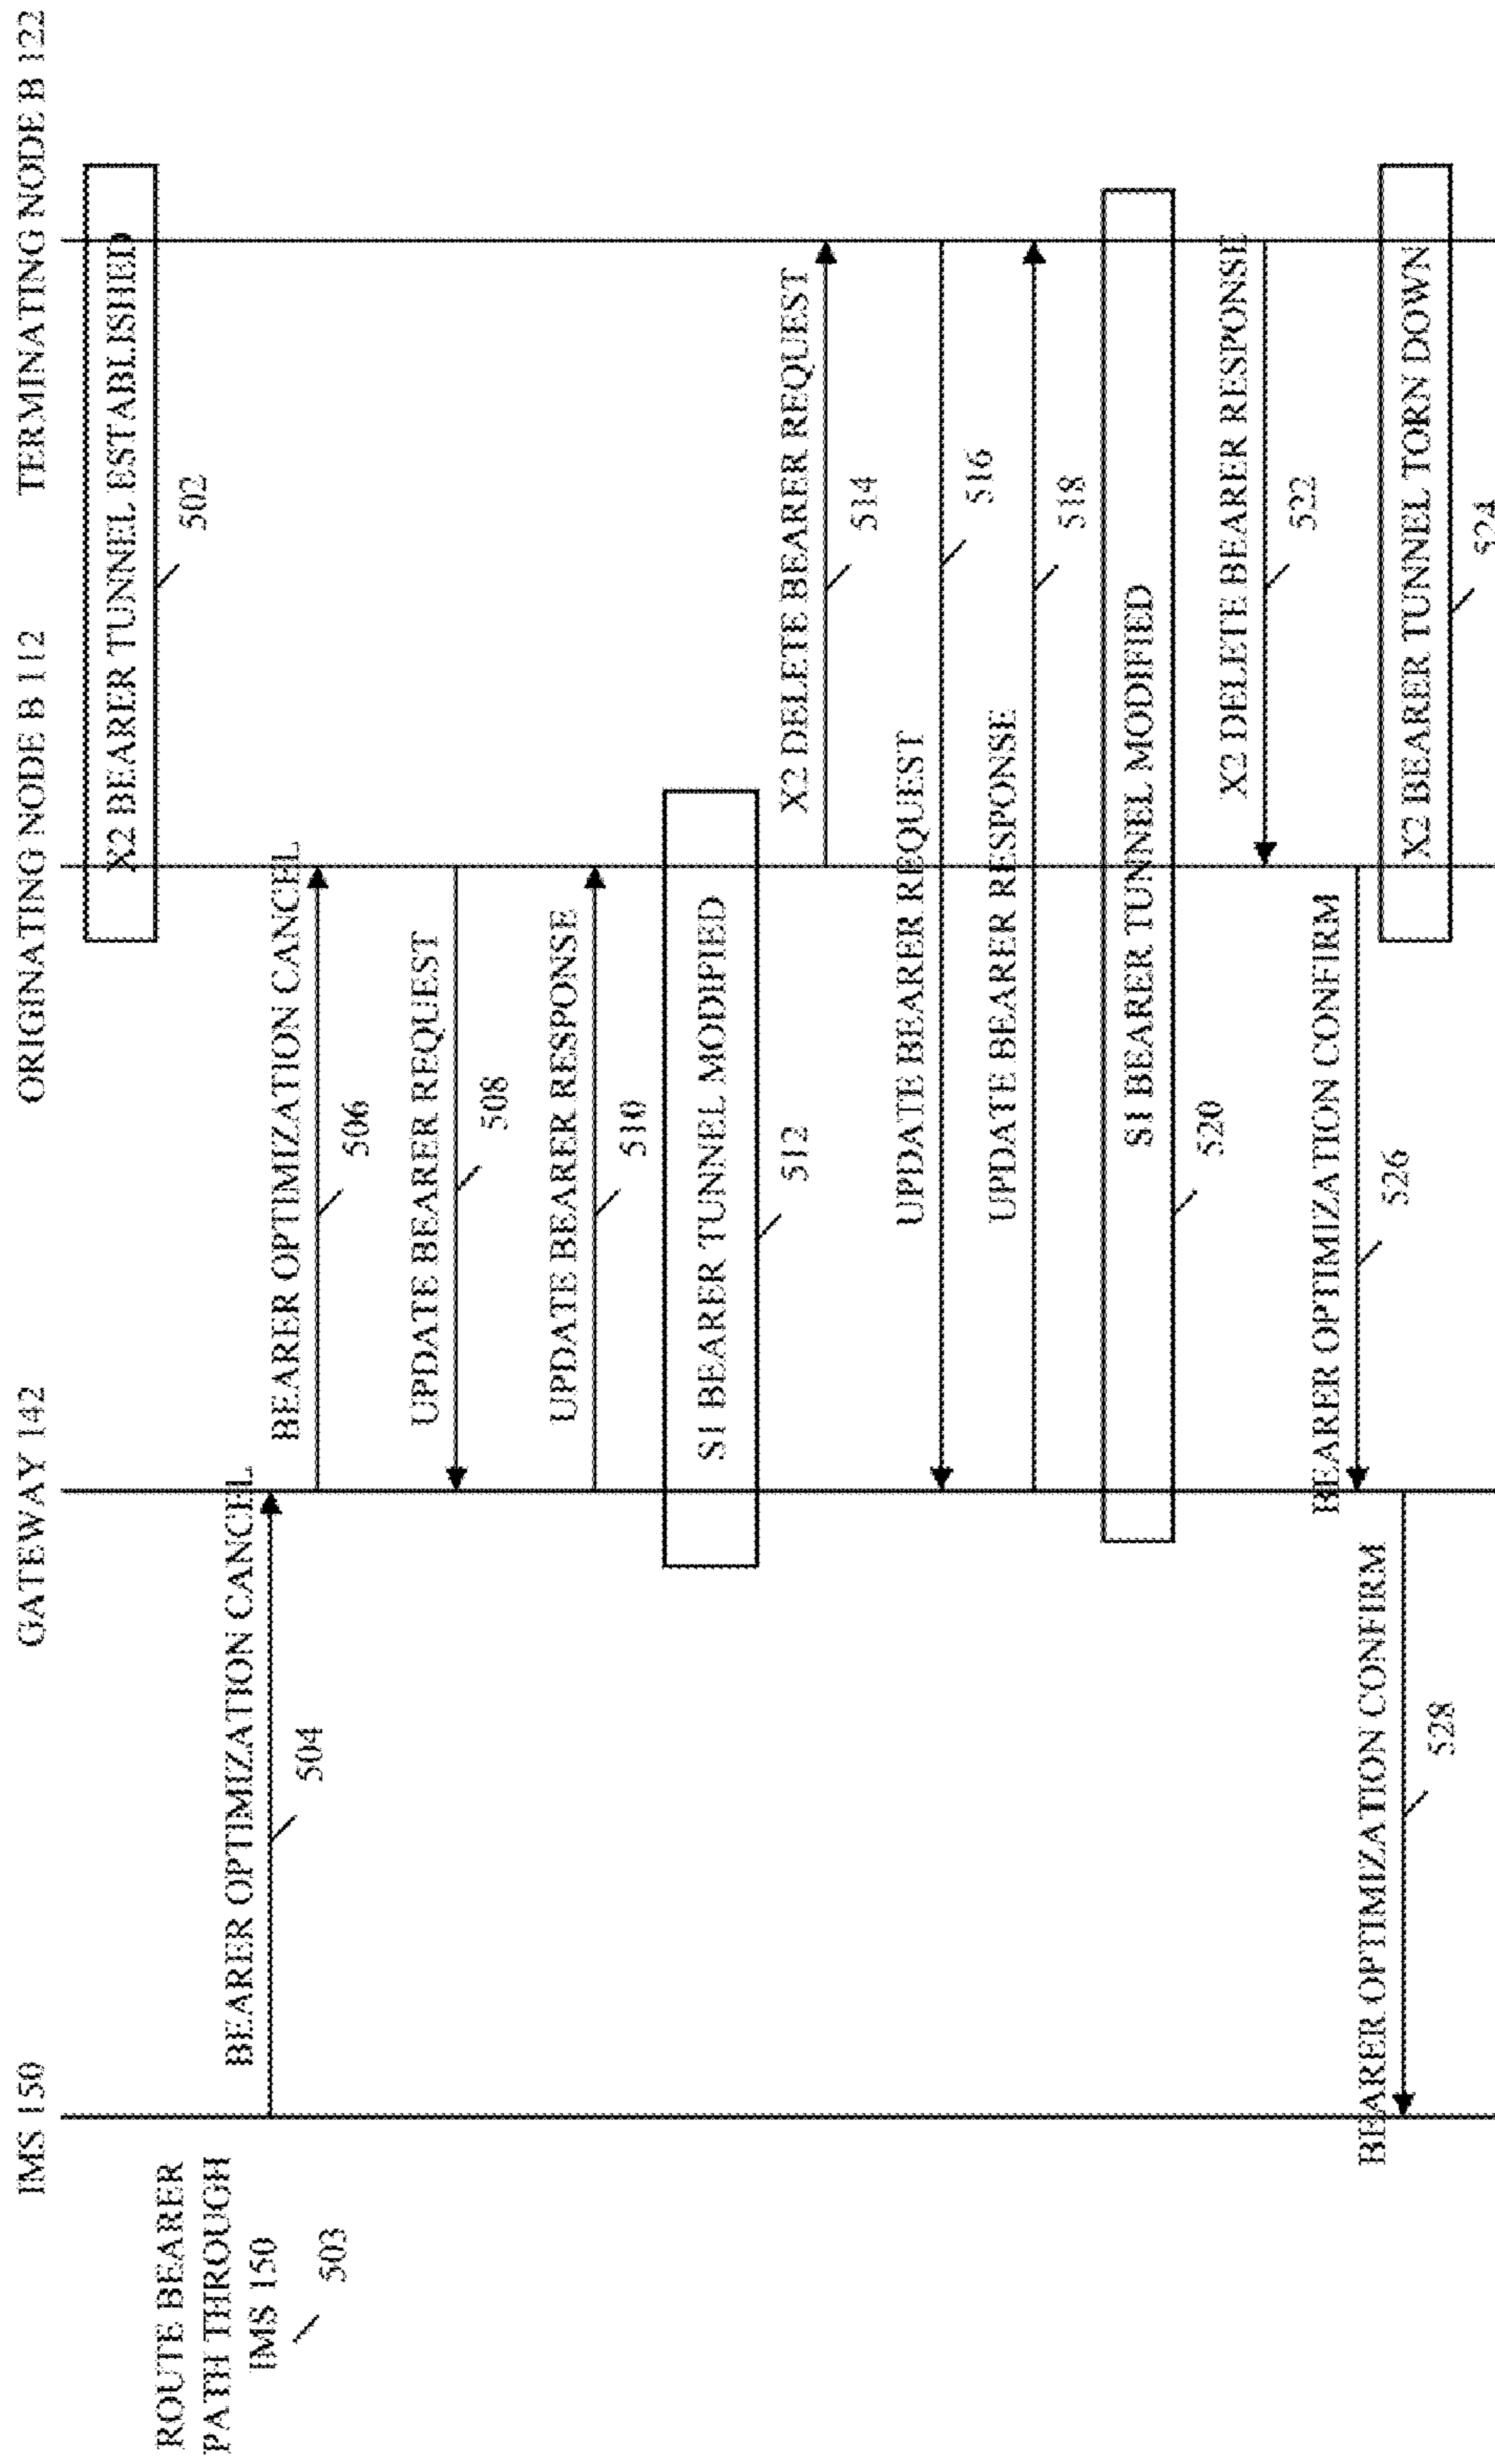 IMS 150
GATEWAY 142
ORIGINATING NODE B 112
TERMINATING NODE B 122
X2 BEARER TUNNEL ESTABLISHED
502
ROUTE BEARER
PATH THROUGH
IMS 150
503
BEARER OPTIMIZATION CANCEL
504
BEARER OPTIMIZATION CANCEL
506
UPDATE BEARER REQUEST
508
UPDATE BEARER RESPONSE
510
S1 BEARER TUNNEL MODIFIED
512
X2 DELETE BEARER REQUEST
514
UPDATE BEARER REQUEST
516
UPDATE BEARER RESPONSE
518
S1 BEARER TUNNEL MODIFIED
520
X2 DELETE BEARER RESPONSE
522
BEARER OPTIMIZATION CONFIRM
526
X2 BEARER TUNNEL TORN DOWN
524
BEARER OPTIMIZATION CONFIRM
528